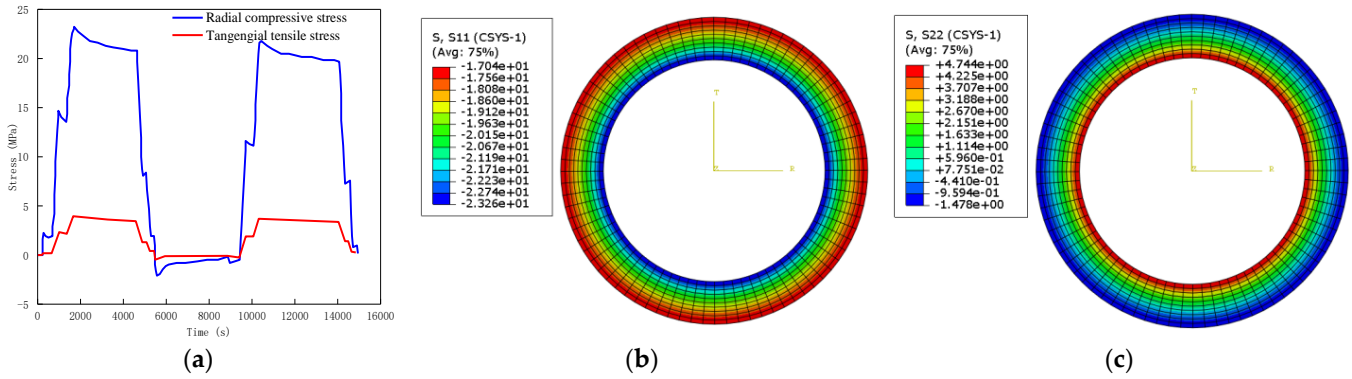 Radial compressive stress
Tangengial tensile stress
25
20
15
10
5
0
-5
Stress (MPa)
0 2000 4000 6000 8000 10000 12000 14000 16000
Time (s)
(a)
S, S11 (CSYS-1)
(Avg: 75%)
-1.704e+01
-1.756e+01
-1.808e+01
-1.860e+01
-1.912e+01
-1.963e+01
-2.015e+01
-2.067e+01
-2.119e+01
-2.171e+01
-2.223e+01
-2.274e+01
-2.326e+01
T
R
(b)
S, S22 (CSYS-1)
(Avg: 75%)
+4.744e+00
+4.225e+00
+3.707e+00
+3.188e+00
+2.670e+00
+2.151e+00
+1.633e+00
+1.114e+00
+5.960e-01
+7.751e-02
-4.410e-01
-9.594e-01
-1.478e+00
T
R
(c)